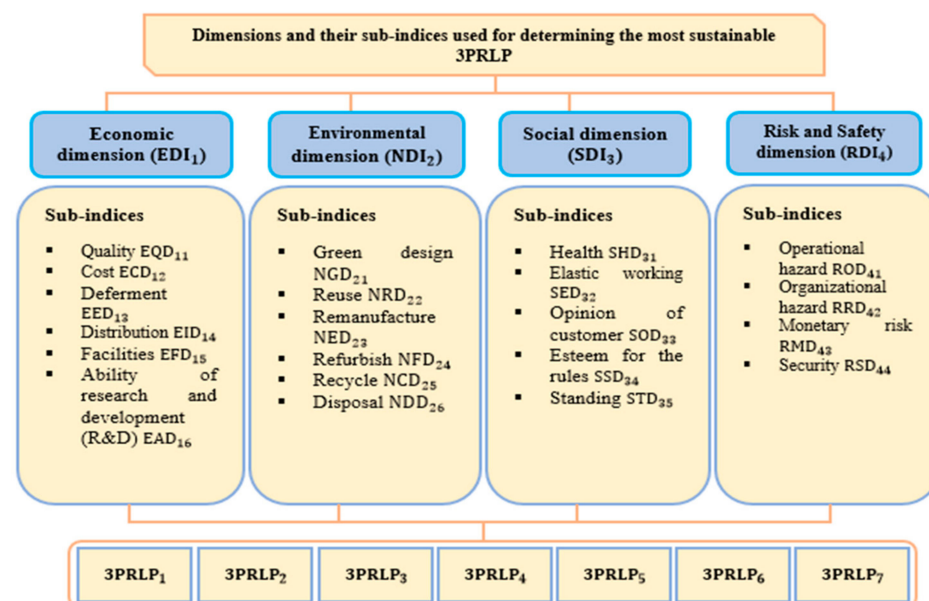 Dimensions and their sub-indices used for determining the most sustainable
3PRLP
Economic
dimension (EDI₁)
Environmental
dimension (NDI₂)
Social dimension
(SDI₃)
Risk and Safety
dimension (RDI₄)
Sub-indices
▪ Quality EQD₁₁
▪ Cost ECD₁₂
▪ Deferment
EED₁₃
▪ Distribution EID₁₄
▪ Facilities EFD₁₅
▪ Ability of
research and
development
(R&D) EAD₁₆
Sub-indices
▪ Green design
NGD₂₁
▪ Reuse NRD₂₂
▪ Remanufacture
NED₂₃
▪ Refurbish NFD₂₄
▪ Recycle NCD₂₅
▪ Disposal NDD₂₆
Sub-indices
▪ Health SHD₃₁
▪ Elastic working
SED₃₂
▪ Opinion of
customer SOD₃₃
▪ Esteem for the
rules SSD₃₄
▪ Standing STD₃₅
Sub-indices
▪ Operational
hazard ROD₄₁
▪ Organizational
hazard RRD₄₂
▪ Monetary risk
RMD₄₃
▪ Security RSD₄₄
3PRLP₁
3PRLP₂
3PRLP₃
3PRLP₄
3PRLP₅
3PRLP₆
3PRLP₇